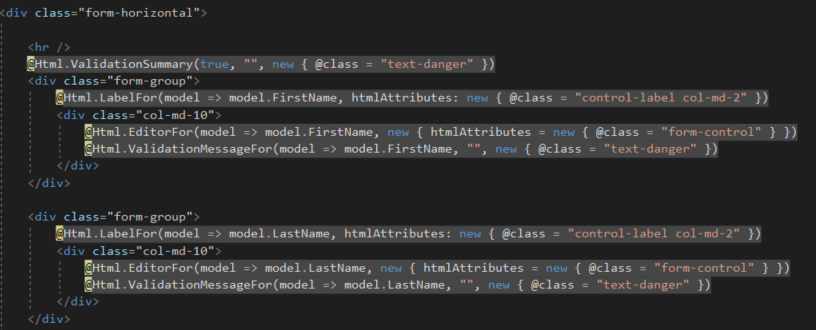 <div class="form-horizontal">
<hr />
@Html.ValidationSummary(true, "", new { @class = "text-danger" })
<div class="form-group">
@Html.LabelFor(model => model.FirstName, htmlAttributes: new { @class = "control-label col-md-2" })
<div class="col-md-10">
@Html.EditorFor(model => model.FirstName, new { htmlAttributes = new { @class = "form-control" } })
@Html.ValidationMessageFor(model => model.FirstName, "", new { @class = "text-danger" })
</div>
</div>
<div class="form-group">
@Html.LabelFor(model => model.LastName, htmlAttributes: new { @class = "control-label col-md-2" })
<div class="col-md-10">
@Html.EditorFor(model => model.LastName, new { htmlAttributes = new { @class = "form-control" } })
@Html.ValidationMessageFor(model => model.LastName, "", new { @class = "text-danger" })
</div>
</div>